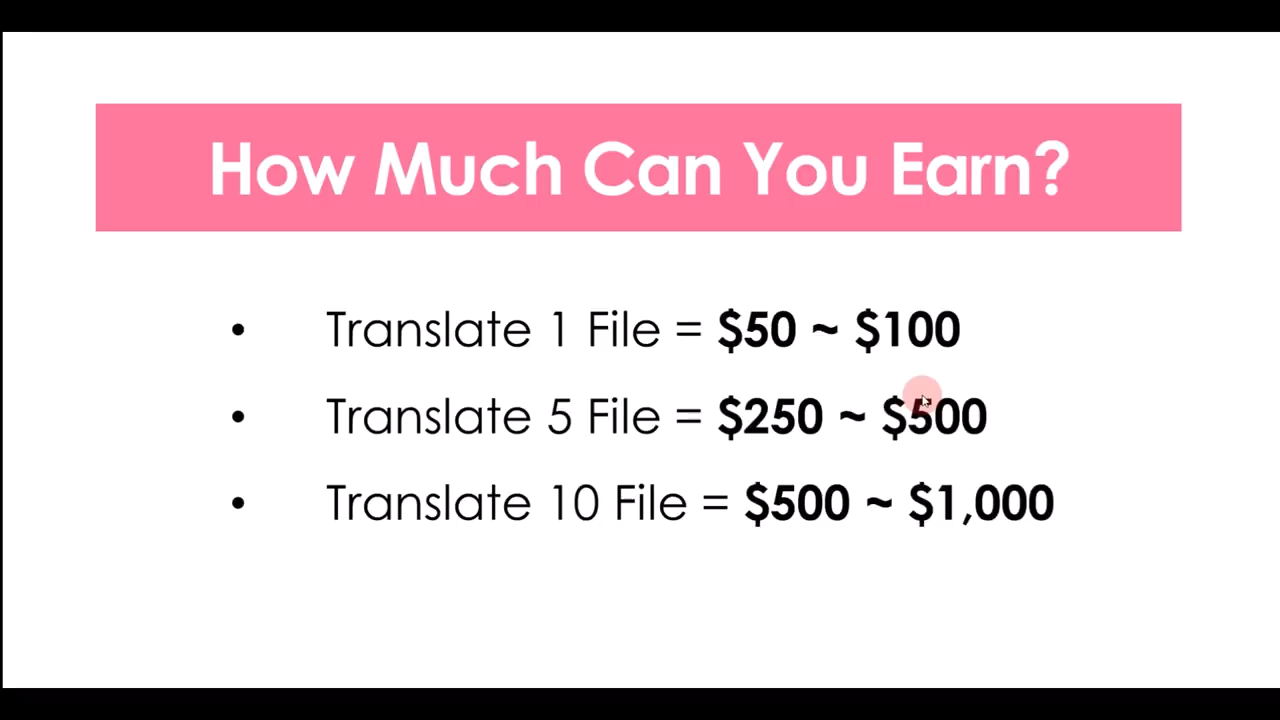 How Much Can You Earn?
• Translate 1 File = $50 ~ $100
• Translate 5 File = $250 ~ $500
• Translate 10 File = $500 ~ $1,000